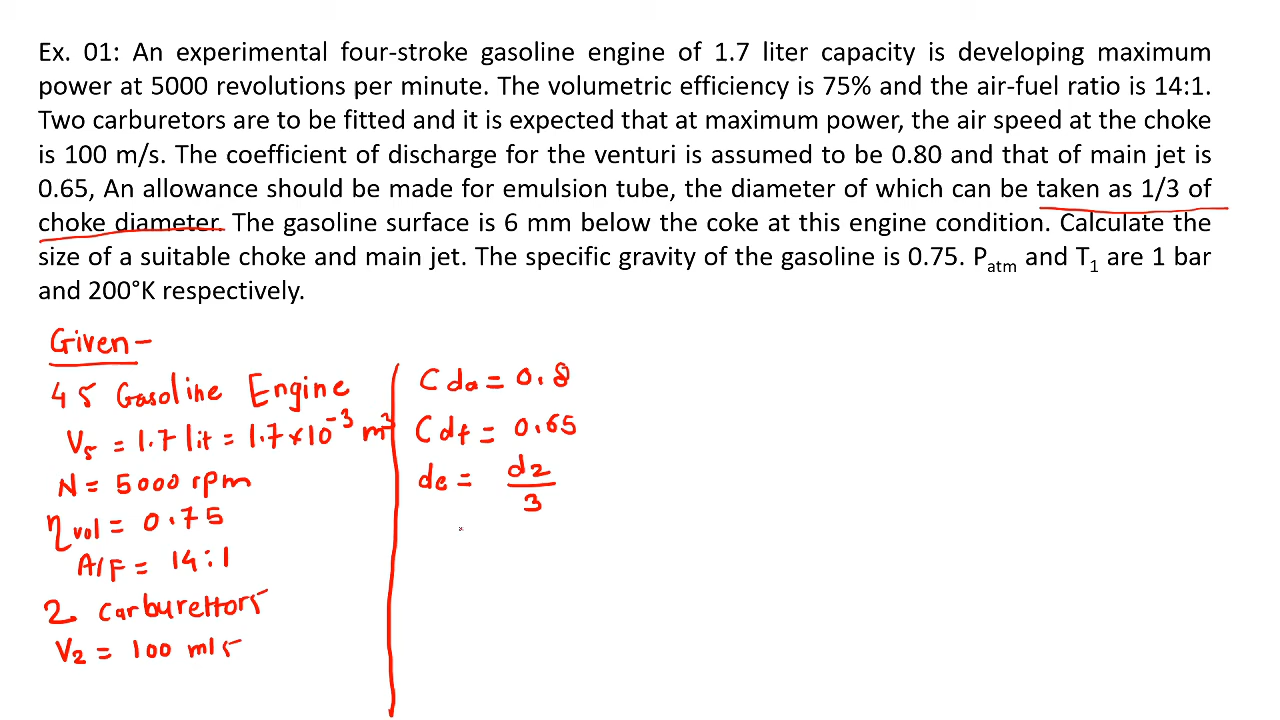 Ex. 01: An experimental four-stroke gasoline engine of 1.7 liter capacity is developing maximum
power at 5000 revolutions per minute. The volumetric efficiency is 75% and the air-fuel ratio is 14:1.
Two carburetors are to be fitted and it is expected that at maximum power, the air speed at the choke
is 100 m/s. The coefficient of discharge for the venturi is assumed to be 0.80 and that of main jet is
0.65, An allowance should be made for emulsion tube, the diameter of which can be taken as 1/3 of
choke diameter. The gasoline surface is 6 mm below the coke at this engine condition. Calculate the
size of a suitable choke and main jet. The specific gravity of the gasoline is 0.75. Patm and T1 are 1 bar
and 200°K respectively.
Given-
4S Gasoline Engine
Vs = 1.7 lit = 1.7×10⁻³ m³
N = 5000 rpm
ηvol = 0.75
A/F = 14:1
2 carburettors
V2 = 100 m/s
Cda = 0.8
Cdf = 0.65
de = d2/3